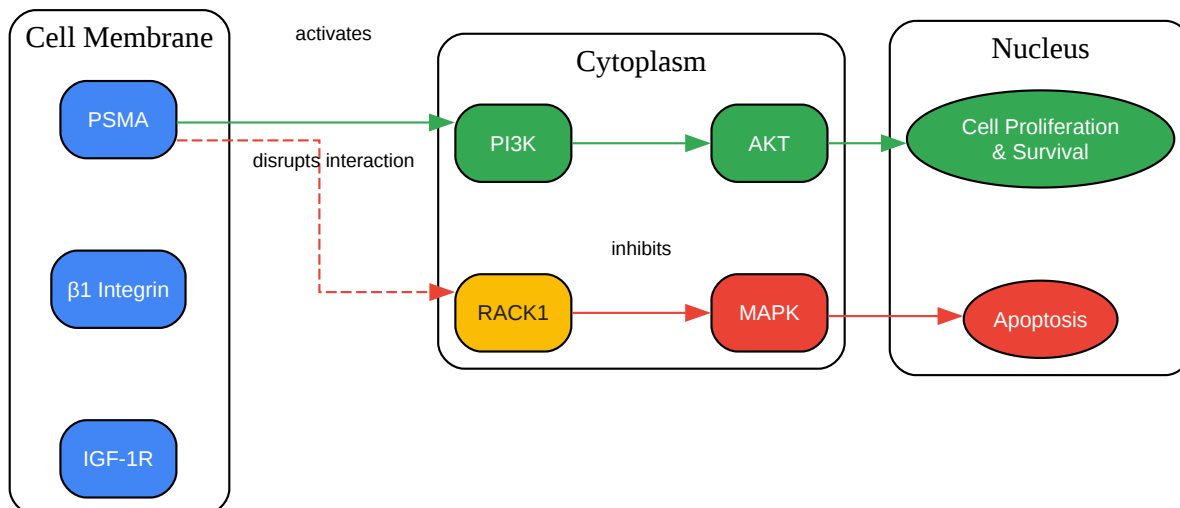 Cell Membrane
activates
Cytoplasm
Nucleus
PSMA
disrupts interaction
PI3K
AKT
Cell Proliferation
& Survival
β1 Integrin
inhibits
RACK1
MAPK
Apoptosis
IGF-1R